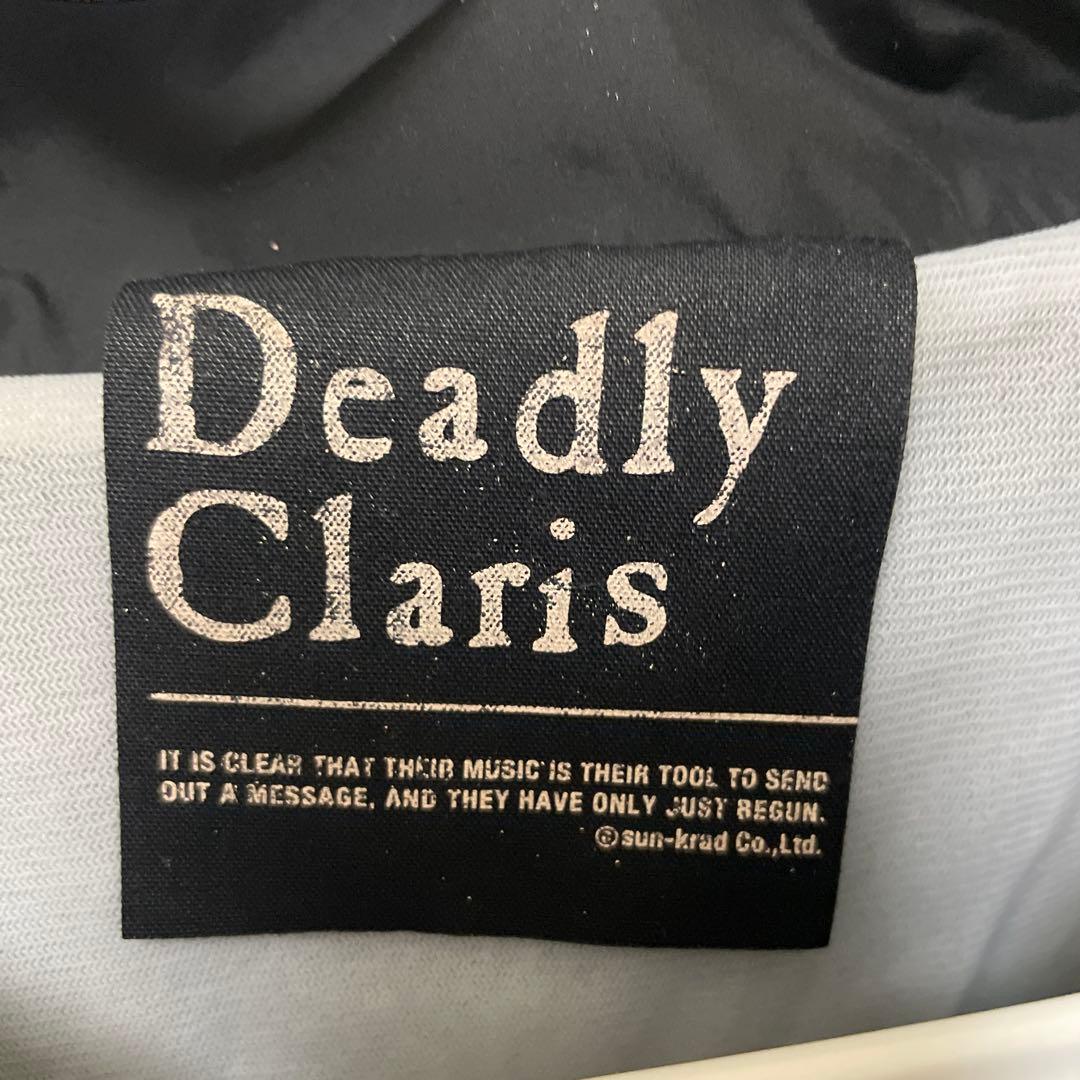 Deadly
Claris
IT IS CLEAR THAT THEIR MUSIC IS THEIR TOOL TO SEND
OUT A MESSAGE, AND THEY HAVE ONLY JUST BEGUN.
©sun-krad Co.,Ltd.